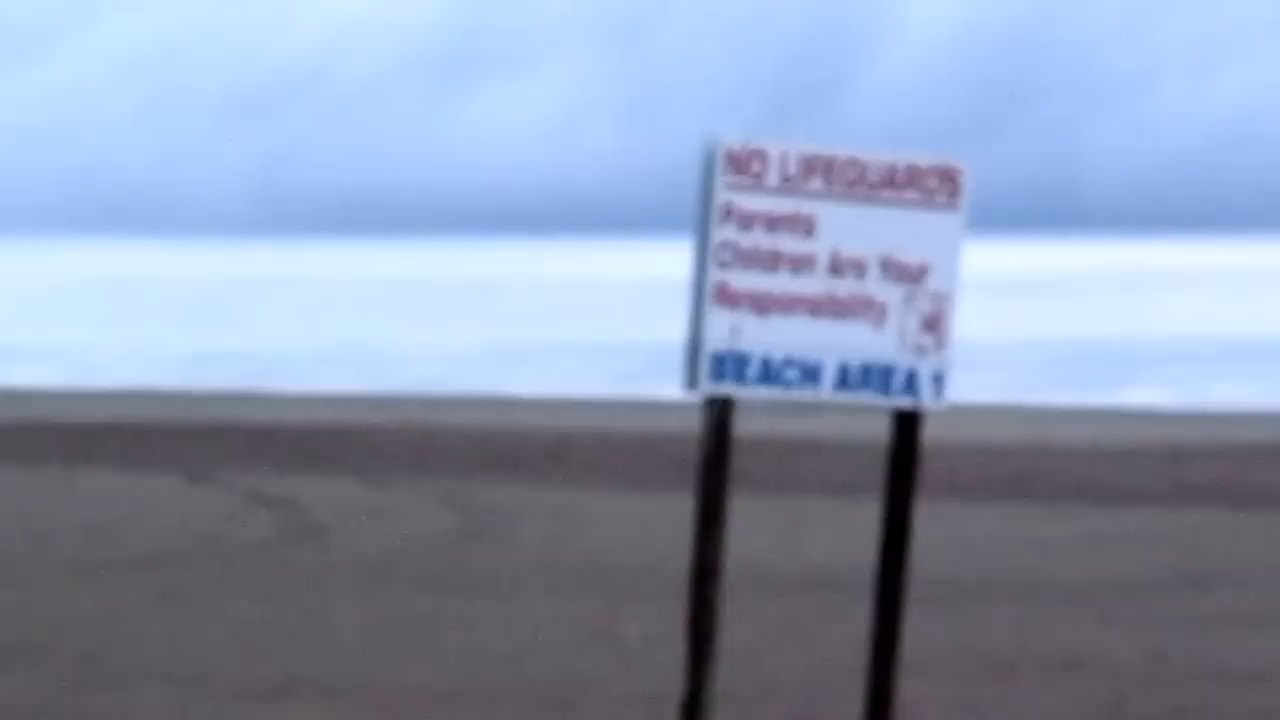 NO LIFEGUARDS
Parents
Children Are Your
Responsibility
BEACH AREA 1